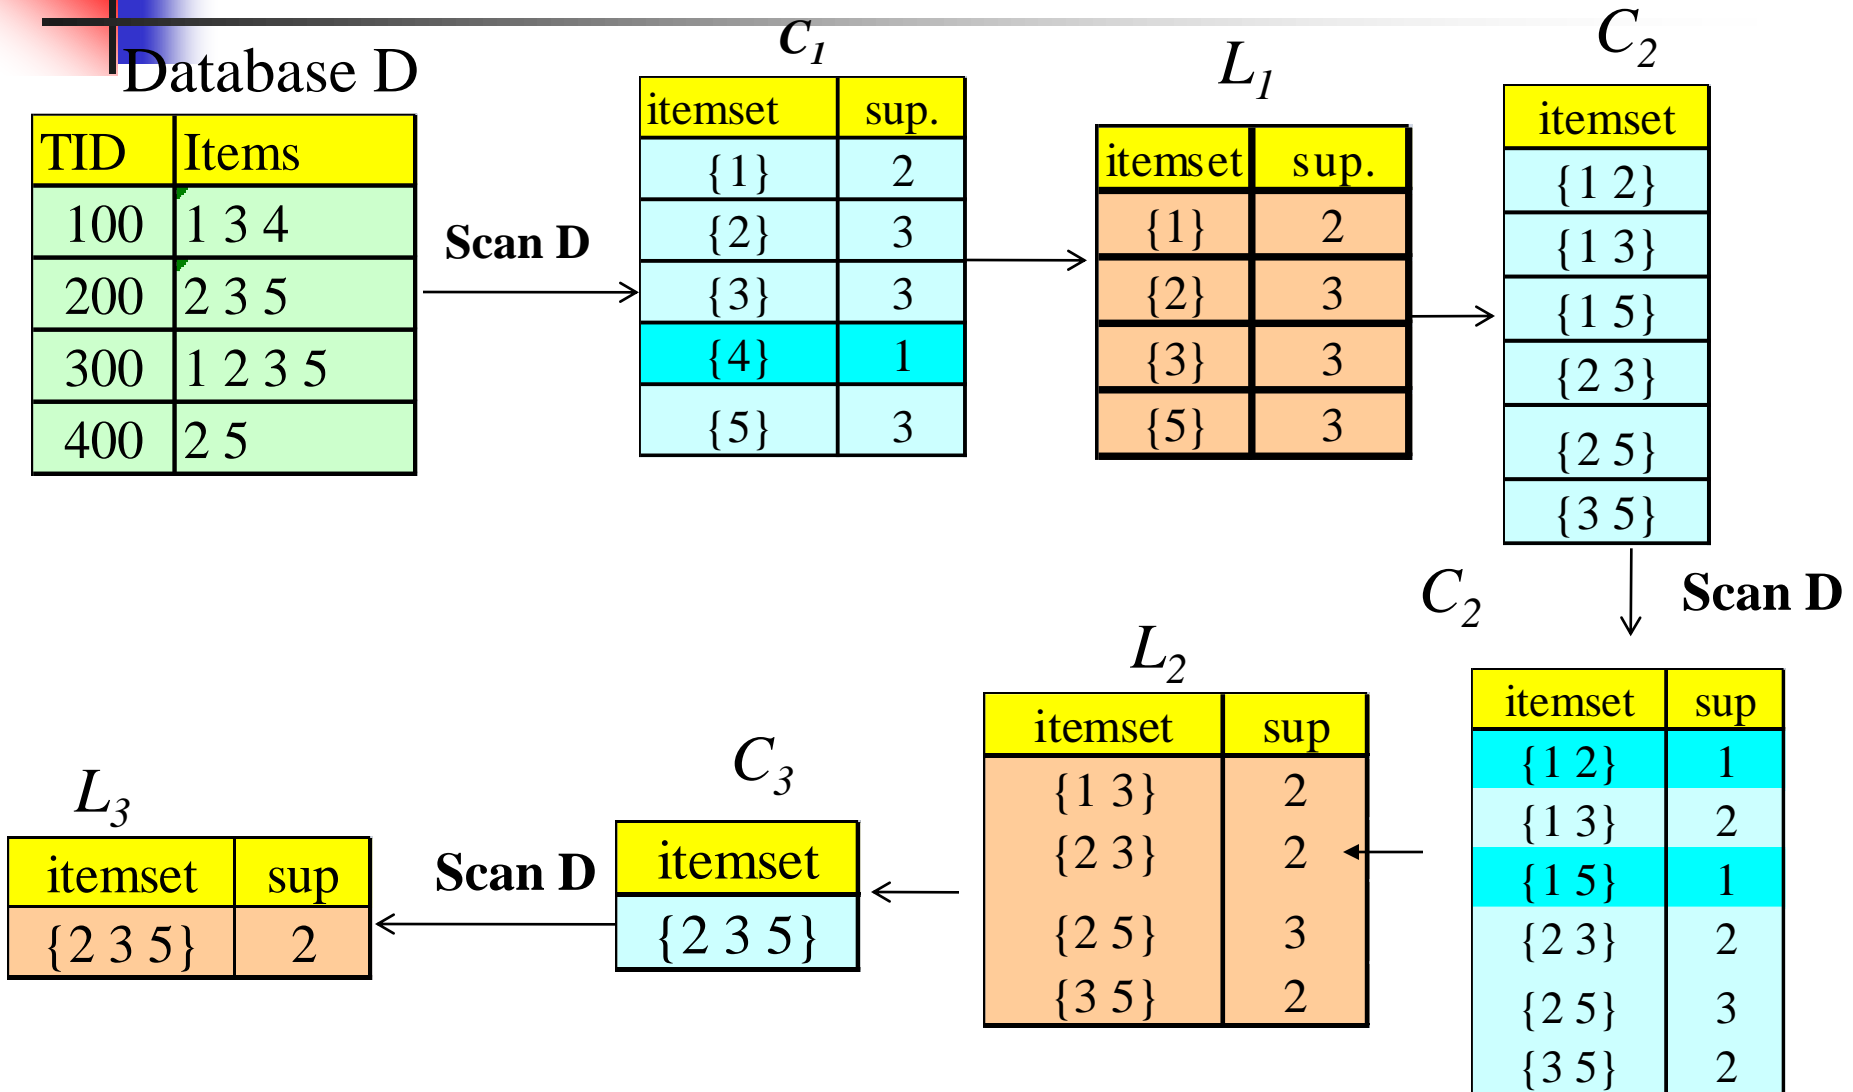 Database D
TID Items
100 1 3 4
200 2 3 5
300 1 2 3 5
400 2 5
Scan D
C1
itemset sup.
{1} 2
{2} 3
{3} 3
{4} 1
{5} 3
L1
itemset sup.
{1} 2
{2} 3
{3} 3
{5} 3
C2
itemset
{1 2}
{1 3}
{1 5}
{2 3}
{2 5}
{3 5}
Scan D
C2
itemset sup
{1 2} 1
{1 3} 2
{1 5} 1
{2 3} 2
{2 5} 3
{3 5} 2
L2
itemset sup
{1 3} 2
{2 3} 2
{2 5} 3
{3 5} 2
C3
itemset
{2 3 5}
Scan D
L3
itemset sup
{2 3 5} 2